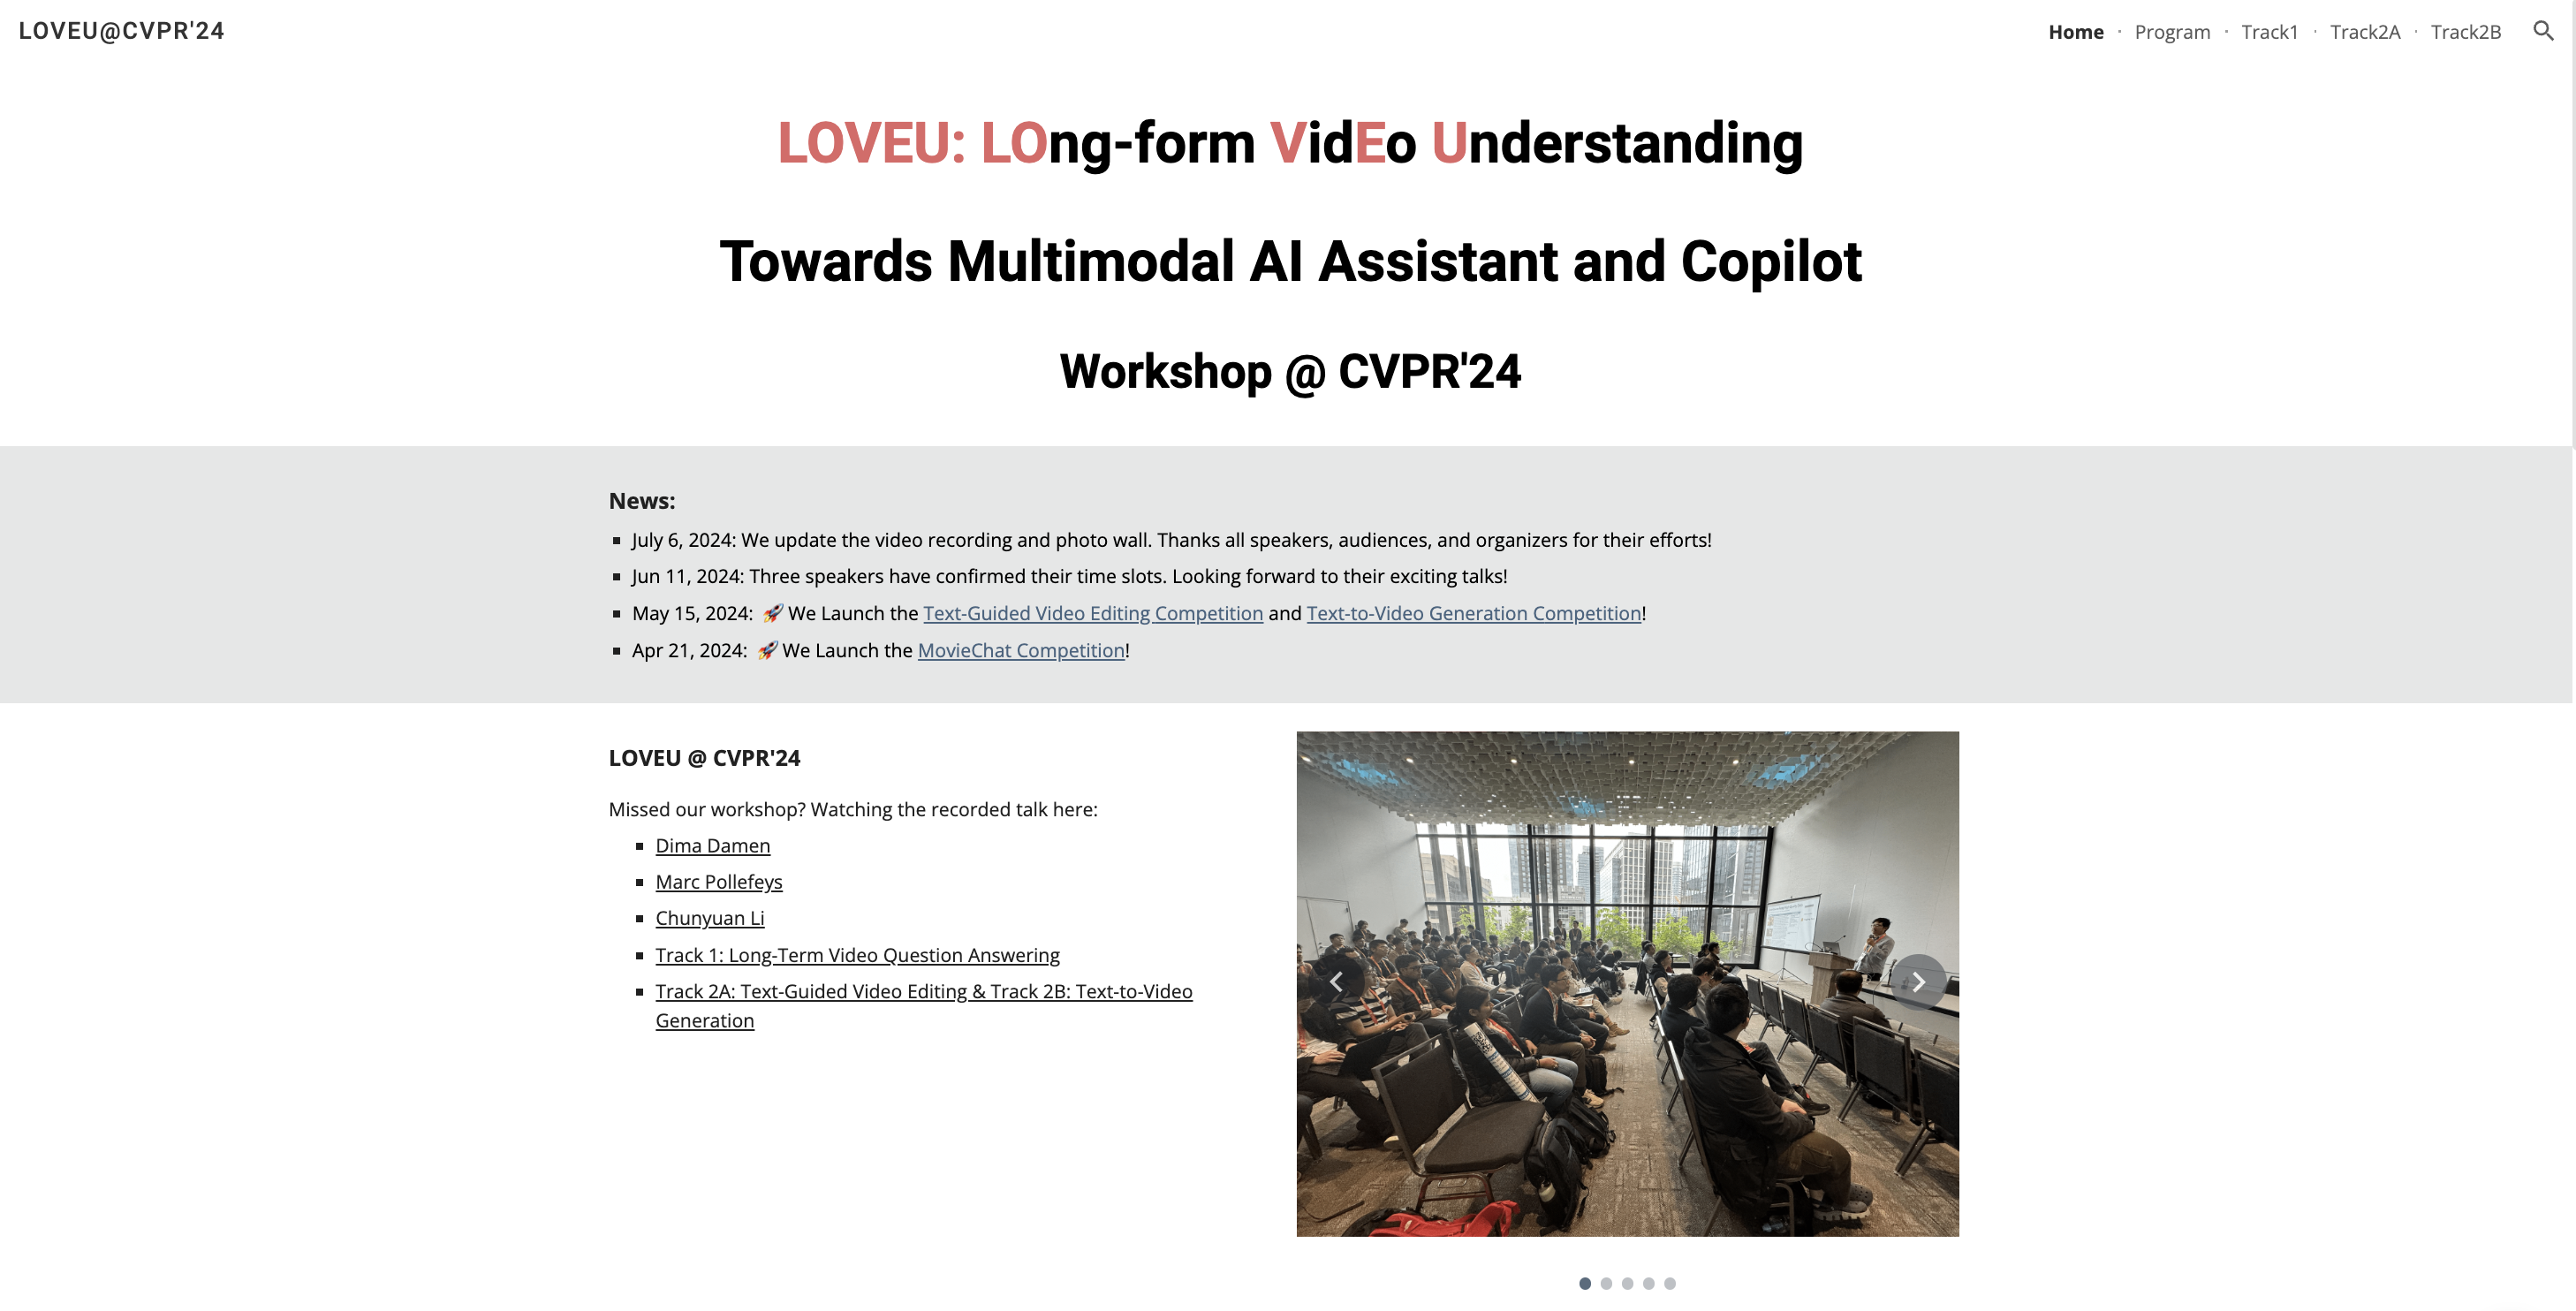 LOVEU@CVPR'24
Home · Program · Track1 · Track2A · Track2B
LOVEU: LOng-form VidEo Understanding
Towards Multimodal AI Assistant and Copilot
Workshop @ CVPR'24
News:
July 6, 2024: We update the video recording and photo wall. Thanks all speakers, audiences, and organizers for their efforts!
Jun 11, 2024: Three speakers have confirmed their time slots. Looking forward to their exciting talks!
May 15, 2024: 🚀 We Launch the Text-Guided Video Editing Competition and Text-to-Video Generation Competition!
Apr 21, 2024: 🚀 We Launch the MovieChat Competition!
LOVEU @ CVPR'24
Missed our workshop? Watching the recorded talk here:
Dima Damen
Marc Pollefeys
Chunyuan Li
Track 1: Long-Term Video Question Answering
Track 2A: Text-Guided Video Editing & Track 2B: Text-to-Video
Generation